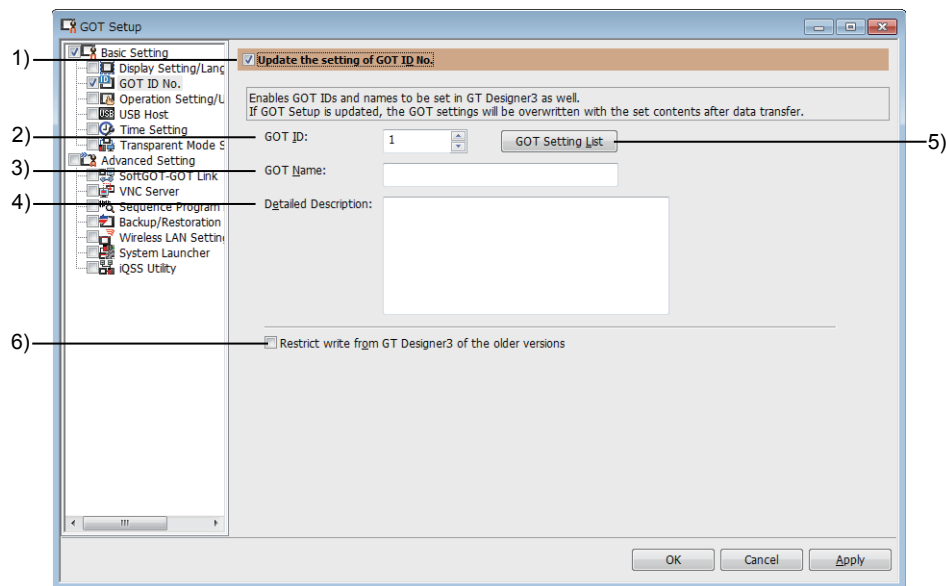 GOT Setup
1)
Basic Setting
Display Setting/Lang
GOT ID No.
Operation Setting/U
USB Host
Time Setting
Transparent Mode S
Advanced Setting
SoftGOT-GOT Link
VNC Server
Sequence Program
Backup/Restoration
Wireless LAN Settin
System Launcher
iQSS Utility
Update the setting of GOT ID No.
Enables GOT IDs and names to be set in GT Designer3 as well.
If GOT Setup is updated, the GOT settings will be overwritten with the set contents after data transfer.
2)
GOT ID:
1
GOT Setting List
5)
3)
GOT Name:
4)
Detailed Description:
6)
Restrict write from GT Designer3 of the older versions
OK
Cancel
Apply